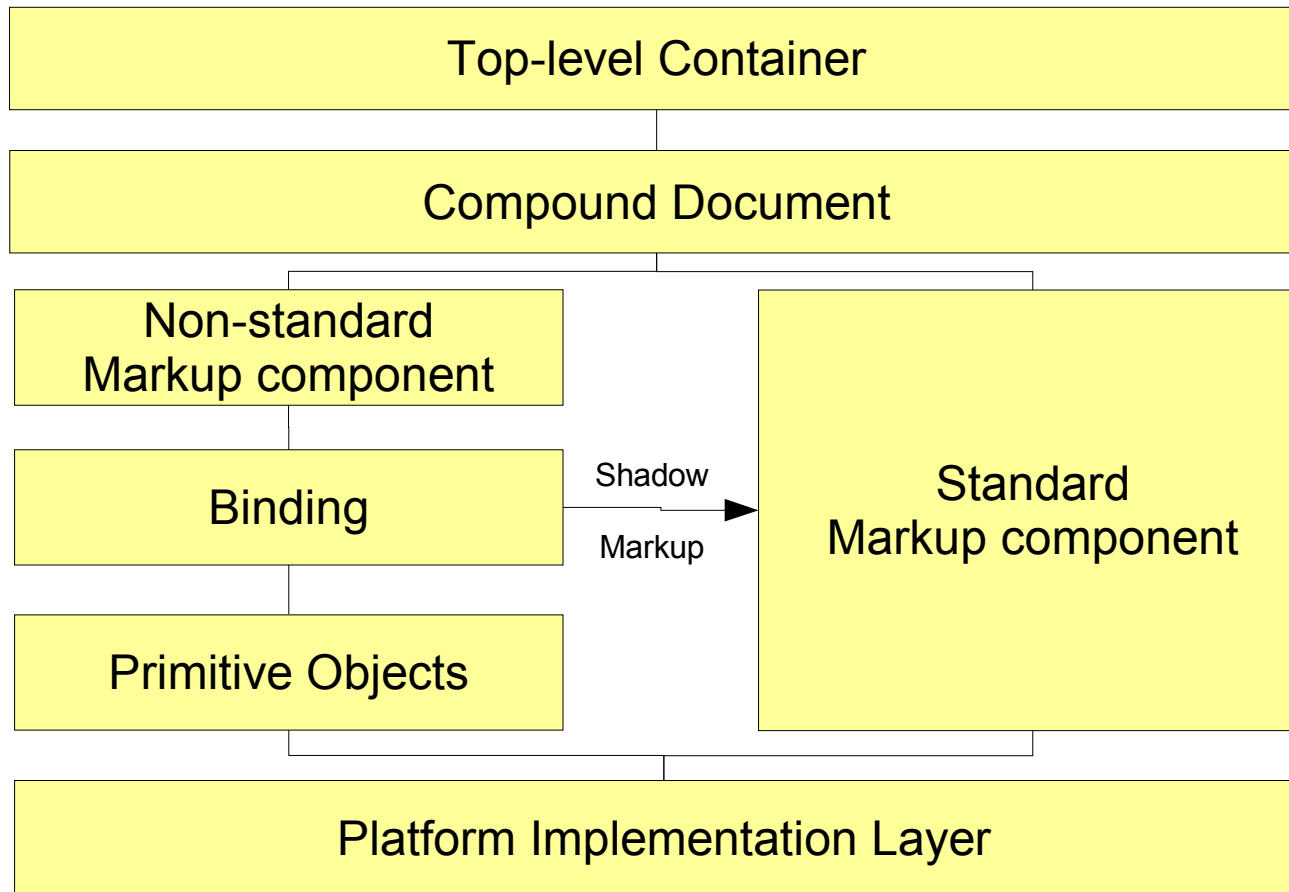 Top-level Container
Compound Document
Non-standard
Markup component
Binding
Shadow
Markup
Standard
Markup component
Primitive Objects
Platform Implementation Layer